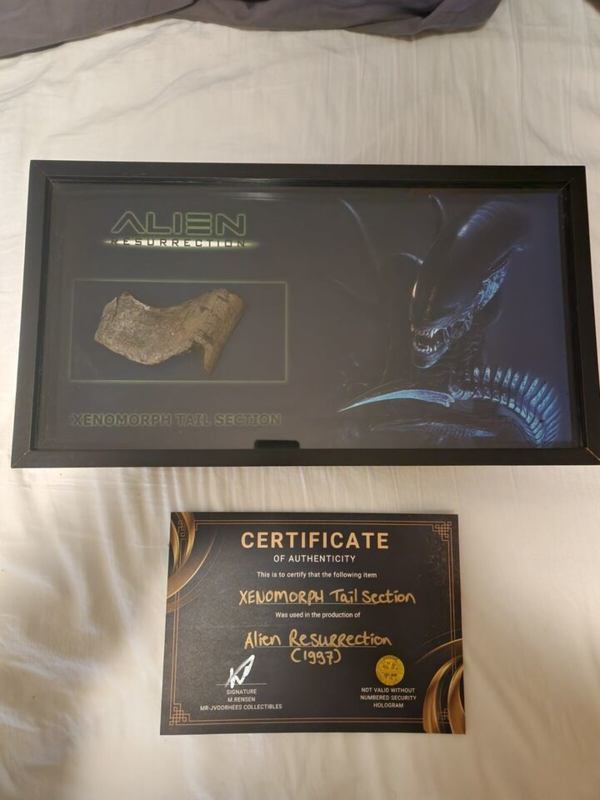 ALIEN
RESURRECTION
XENOMORPH TAIL SECTION
CERTIFICATE
OF AUTHENTICITY
This is to certify that the following item
XENOMORPH Tail Section
Was used in the production of
Alien Resurrection
(1997)
SIGNATURE
M.RENSEN
MR-JVOORHEES COLLECTIBLES
NOT VALID WITHOUT
NUMBERED SECURITY
HOLOGRAM